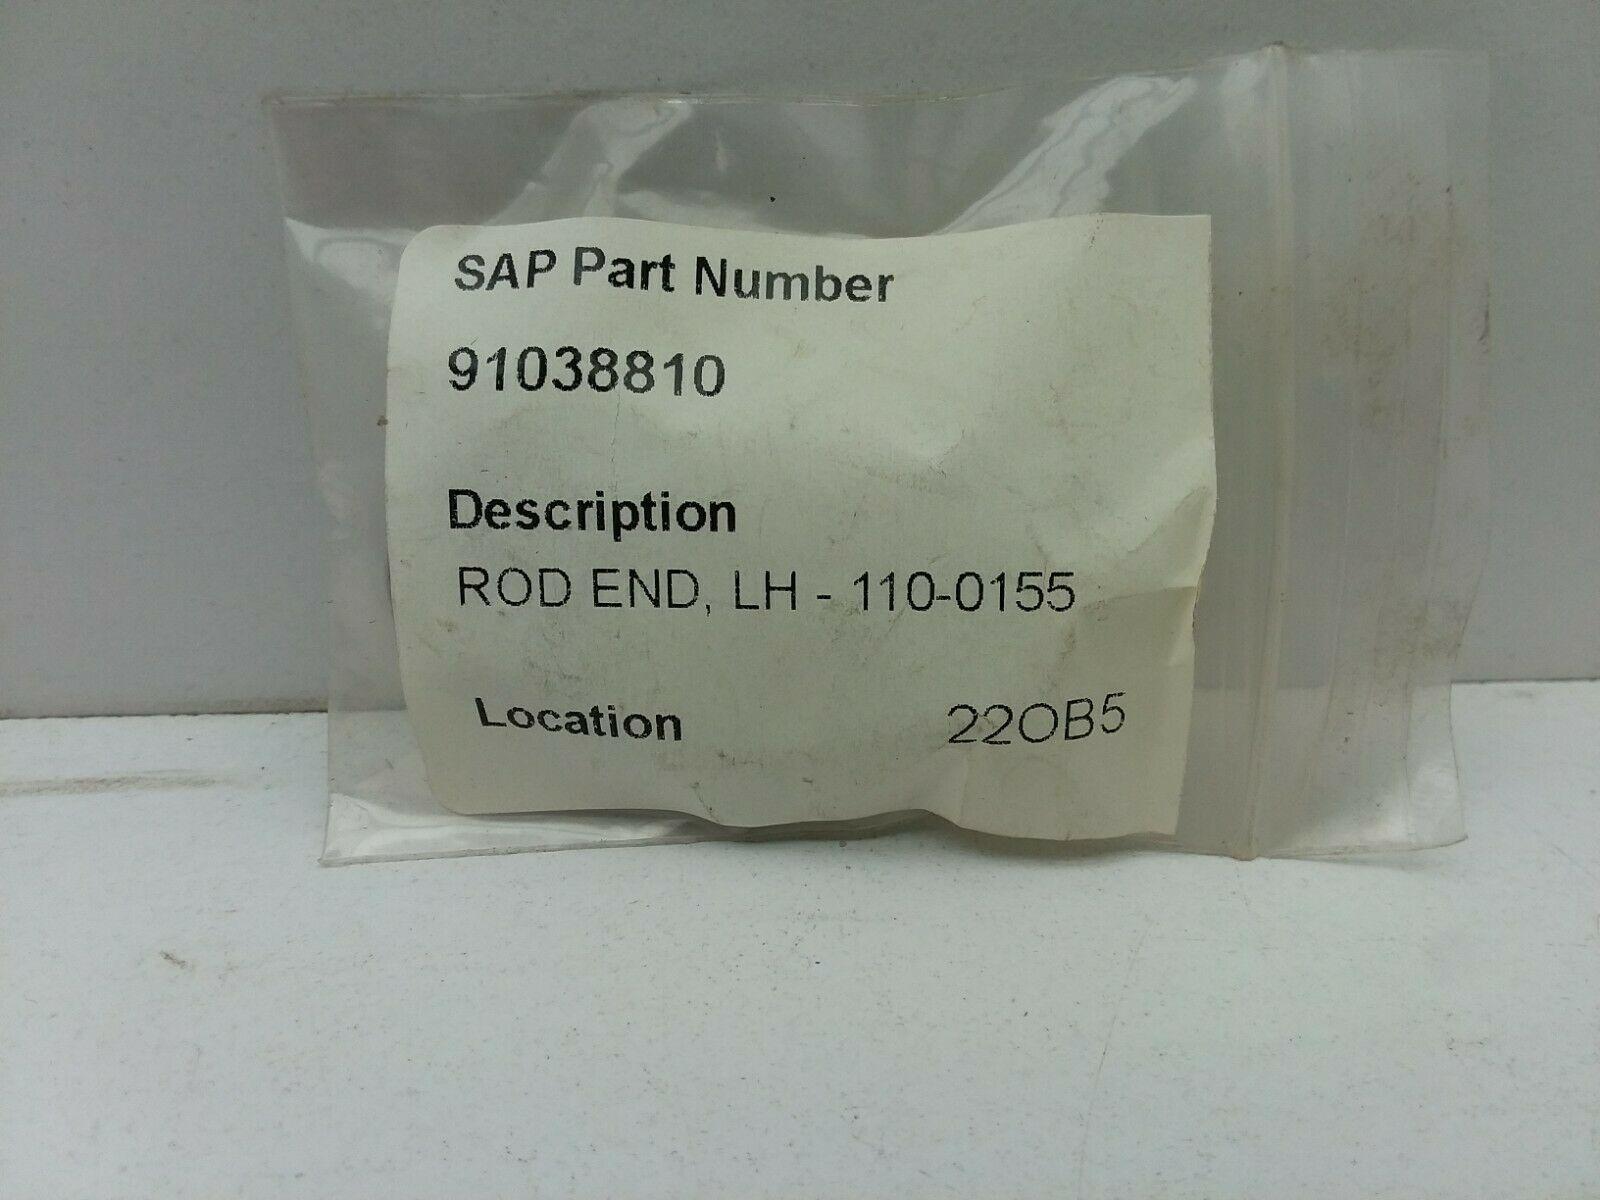 SAP Part Number
91038810
Description
ROD END, LH - 110-0155
Location 22OB5